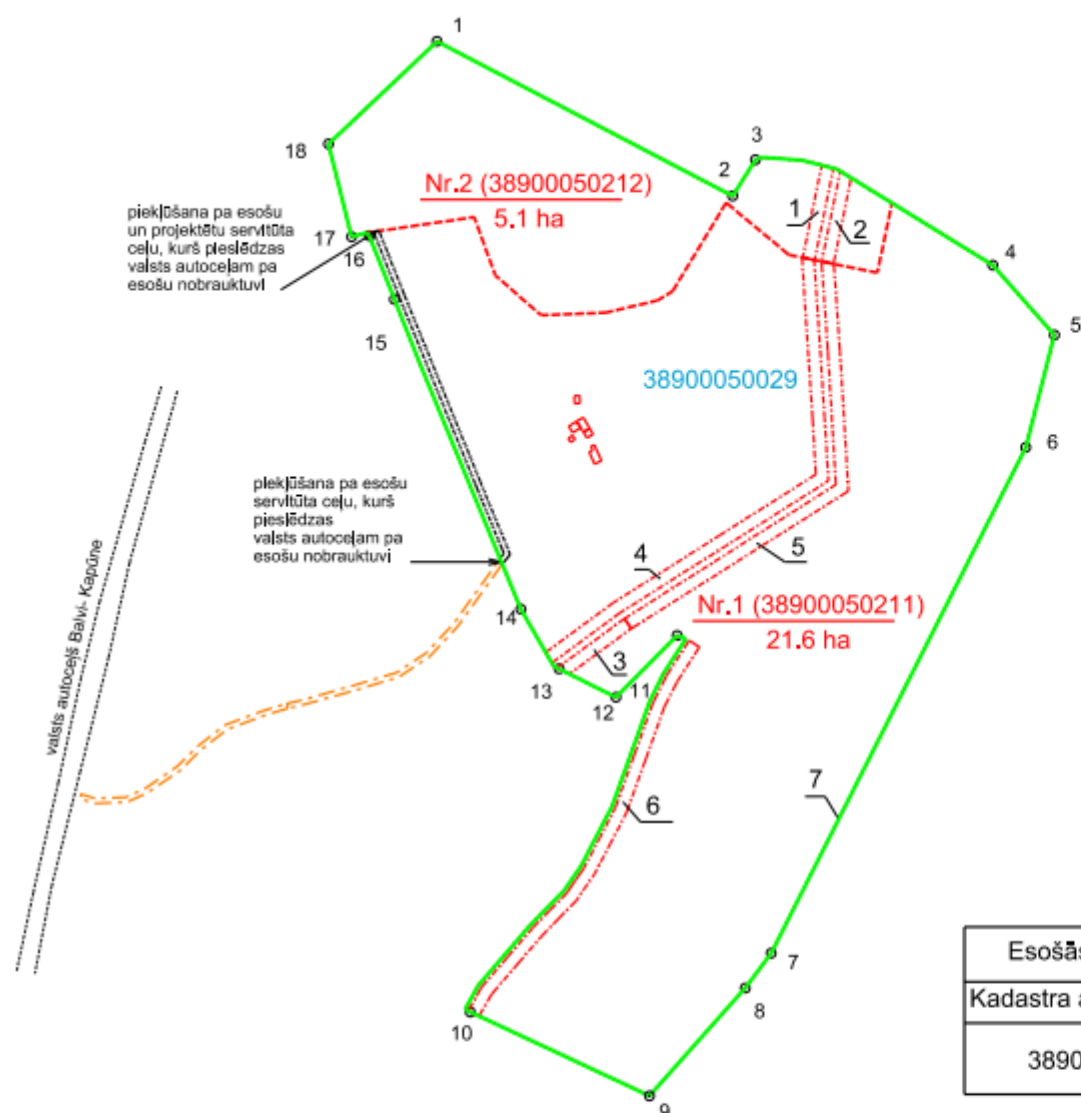 1
18
3
2
Nr.2 (38900050212)
5.1 ha
1
2
piekļūšana pa esošu
un projektētu servitūta
ceļu, kurš pieslēdzas
valsts autoceļam pa
esošu nobrauktuvi
17
16
15
4
5
38900050029
6
piekļūšana pa esošu
servitūta ceļu, kurš
pieslēdzas
valsts autoceļam pa
esošu nobrauktuvi
valsts autoceļš Balvi- Kapūne
4
5
Nr.1 (38900050211)
21.6 ha
14
3
13
12
11
6
7
7
8
10
9
Esošās
Kadastra a
3890